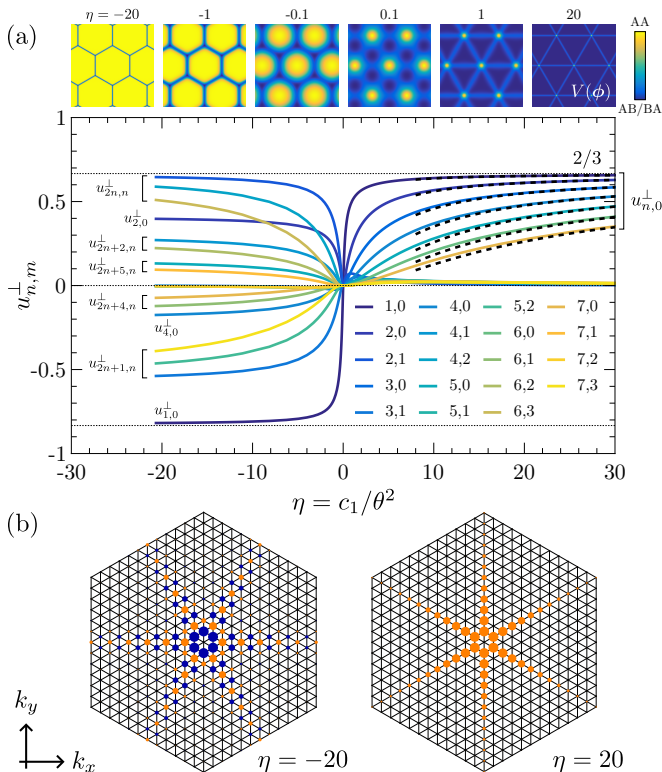 (a)
η = −20 -1 -0.1 0.1 1 20
AA
V(ϕ)
AB/BA
1
0.5
0
-0.5
-1
u⊥n,m
2/3
u⊥2n,n
u⊥2,0
u⊥2n+2,n
u⊥2n+5,n
u⊥2n+4,n
u⊥4,0
u⊥2n+1,n
u⊥1,0
u⊥n,0
1,0 4,0 5,2 7,0
2,0 4,1 6,0 7,1
2,1 4,2 6,1 7,2
3,0 5,0 6,2 7,3
3,1 5,1 6,3
-30 -20 -10 0 10 20 30
η = c₁/θ²
(b)
ky
kx
η = −20
η = 20